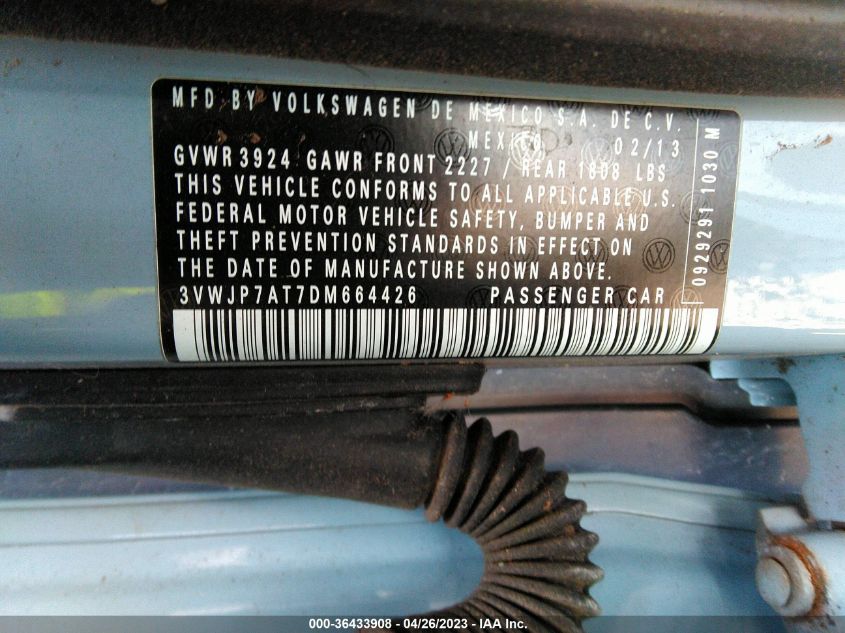 MFD BY VOLKSWAGEN DE MEXICO S.A. DE C.V.
MEXICO 02/13
GVWR 3924 GAWR FRONT 2227 / REAR 1808 LBS
THIS VEHICLE CONFORMS TO ALL APPLICABLE U.S.
FEDERAL MOTOR VEHICLE SAFETY, BUMPER AND
THEFT PREVENTION STANDARDS IN EFFECT ON
THE DATE OF MANUFACTURE SHOWN ABOVE.
3VWJP7AT7DM664426 PASSENGER CAR
0929291 1030 M
000-36433908 - 04/26/2023 - IAA Inc.